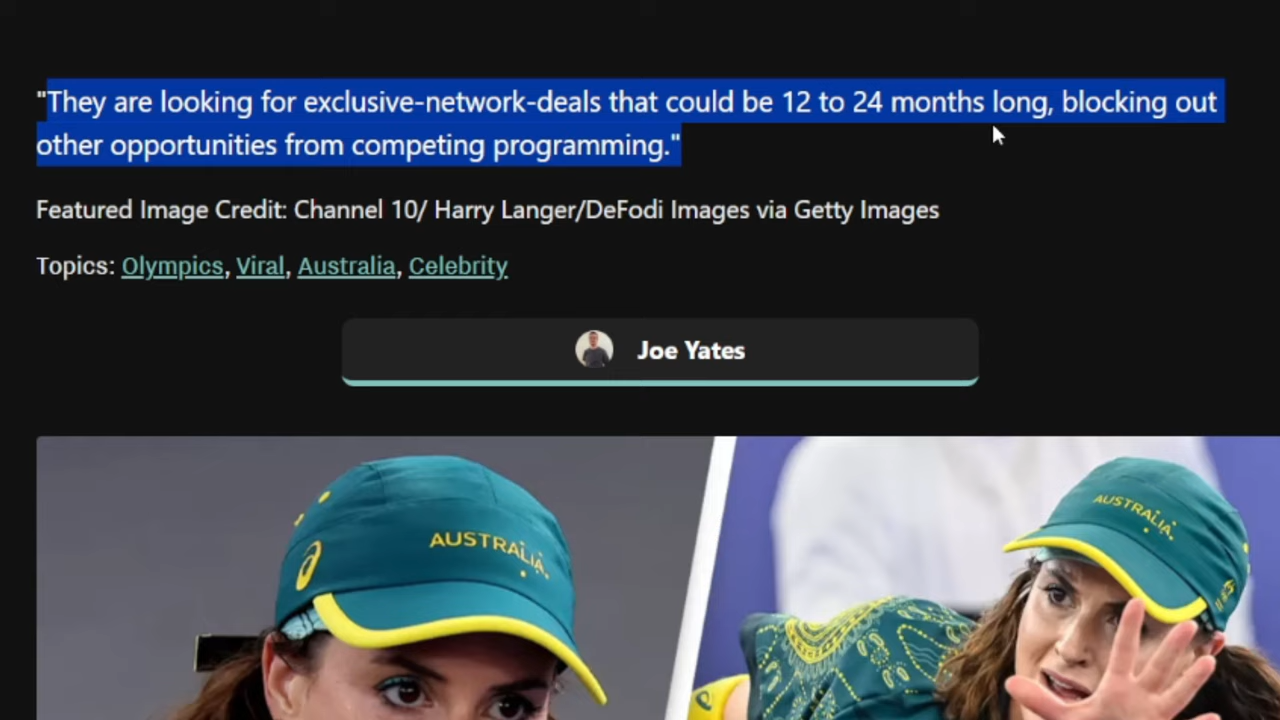 "They are looking for exclusive-network-deals that could be 12 to 24 months long, blocking out
other opportunities from competing programming."
Featured Image Credit: Channel 10/ Harry Langer/DeFodi Images via Getty Images
Topics: Olympics, Viral, Australia, Celebrity
Joe Yates
AUSTRALIA
AUSTRALIA